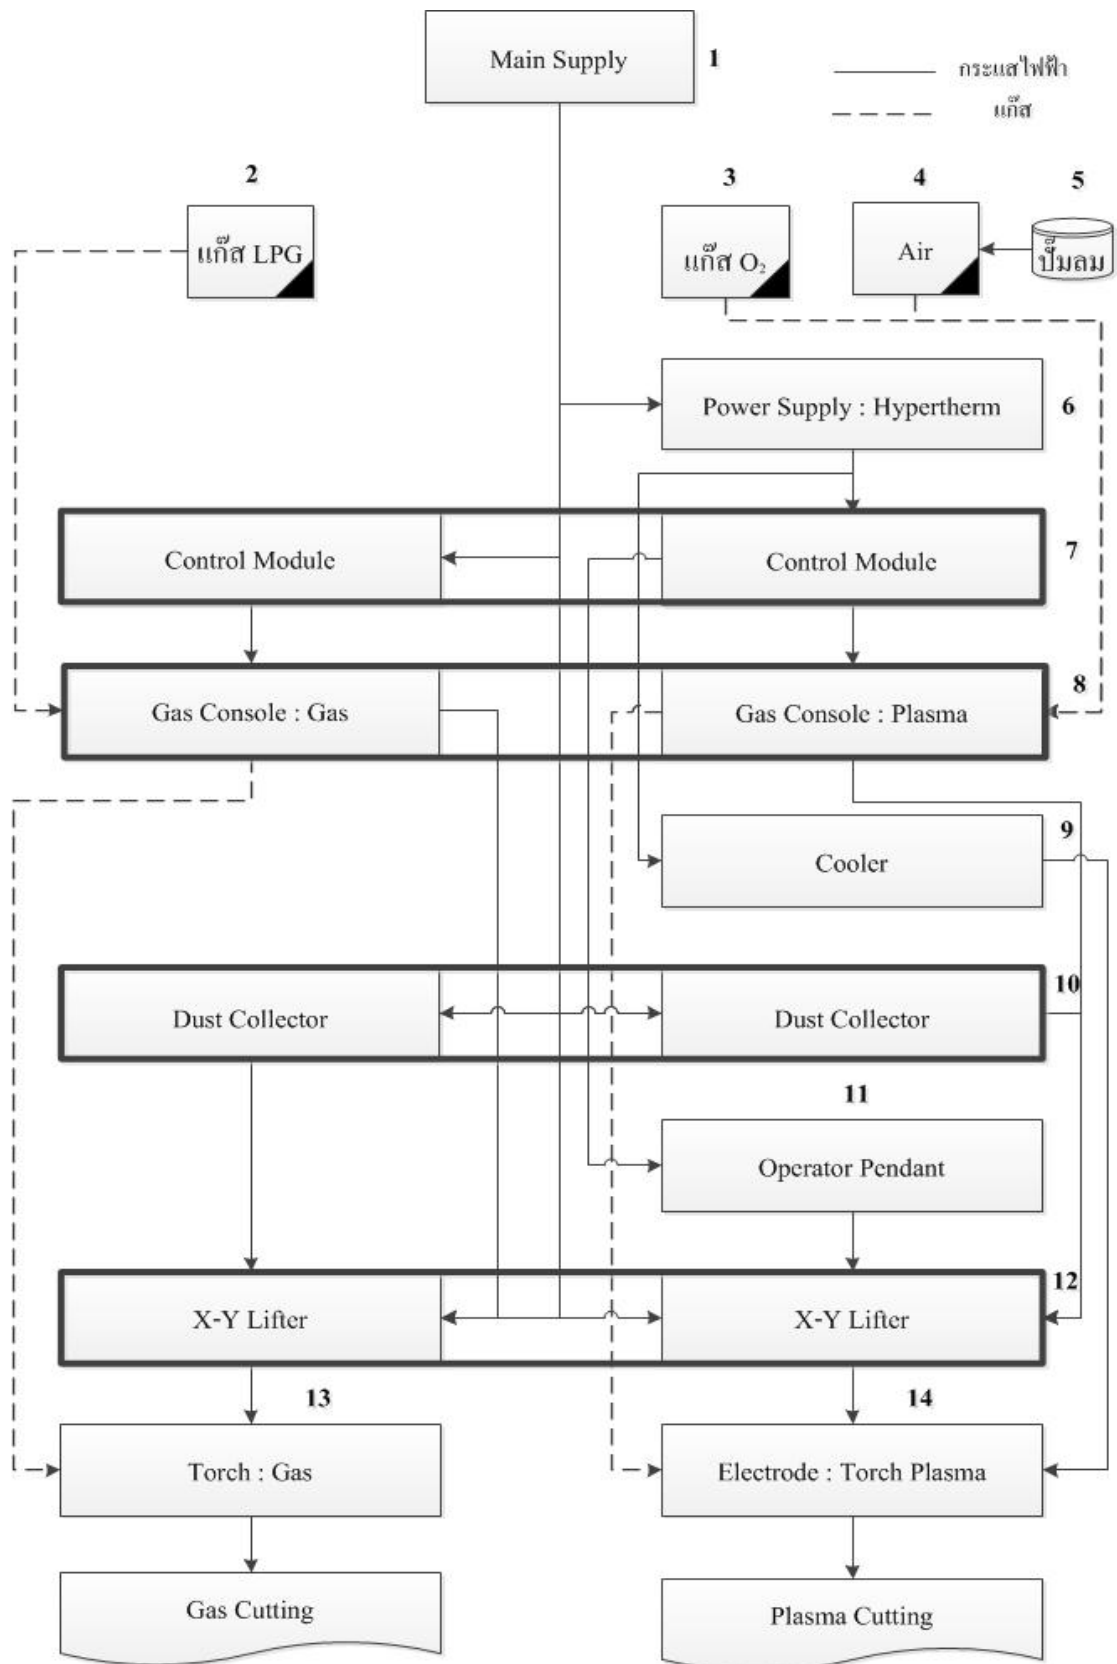 Main Supply
1
กระแสไฟฟ้า
แก๊ส
2
3
4
5
แก๊ส LPG
แก๊ส O₂
Air
ปั๊มลม
Power Supply : Hypertherm
6
Control Module
Control Module
7
Gas Console : Gas
Gas Console : Plasma
8
Cooler
9
Dust Collector
Dust Collector
10
11
Operator Pendant
X-Y Lifter
X-Y Lifter
12
13
14
Torch : Gas
Electrode : Torch Plasma
Gas Cutting
Plasma Cutting